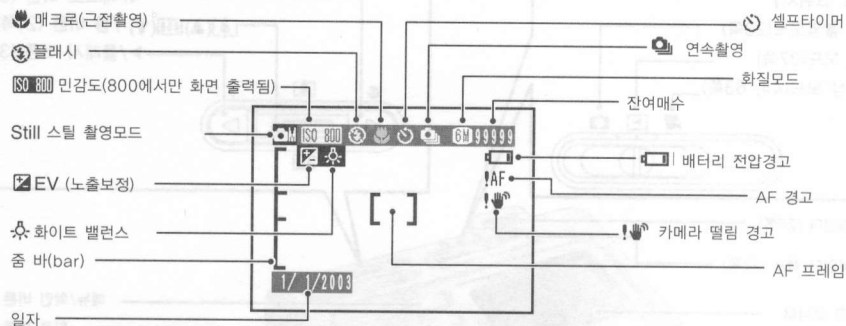 매크로(근접촬영)
플래시
ISO 800 민감도(800에서만 화면 출력됨)
Still 스틸 촬영모드
EV (노출보정)
화이트 밸런스
줌 바(bar)
일자
셀프타이머
연속촬영
화질모드
잔여매수
배터리 전압경고
AF 경고
카메라 떨림 경고
AF 프레임
M ISO 800 6M 99999
!AF
!
1/ 1/2003